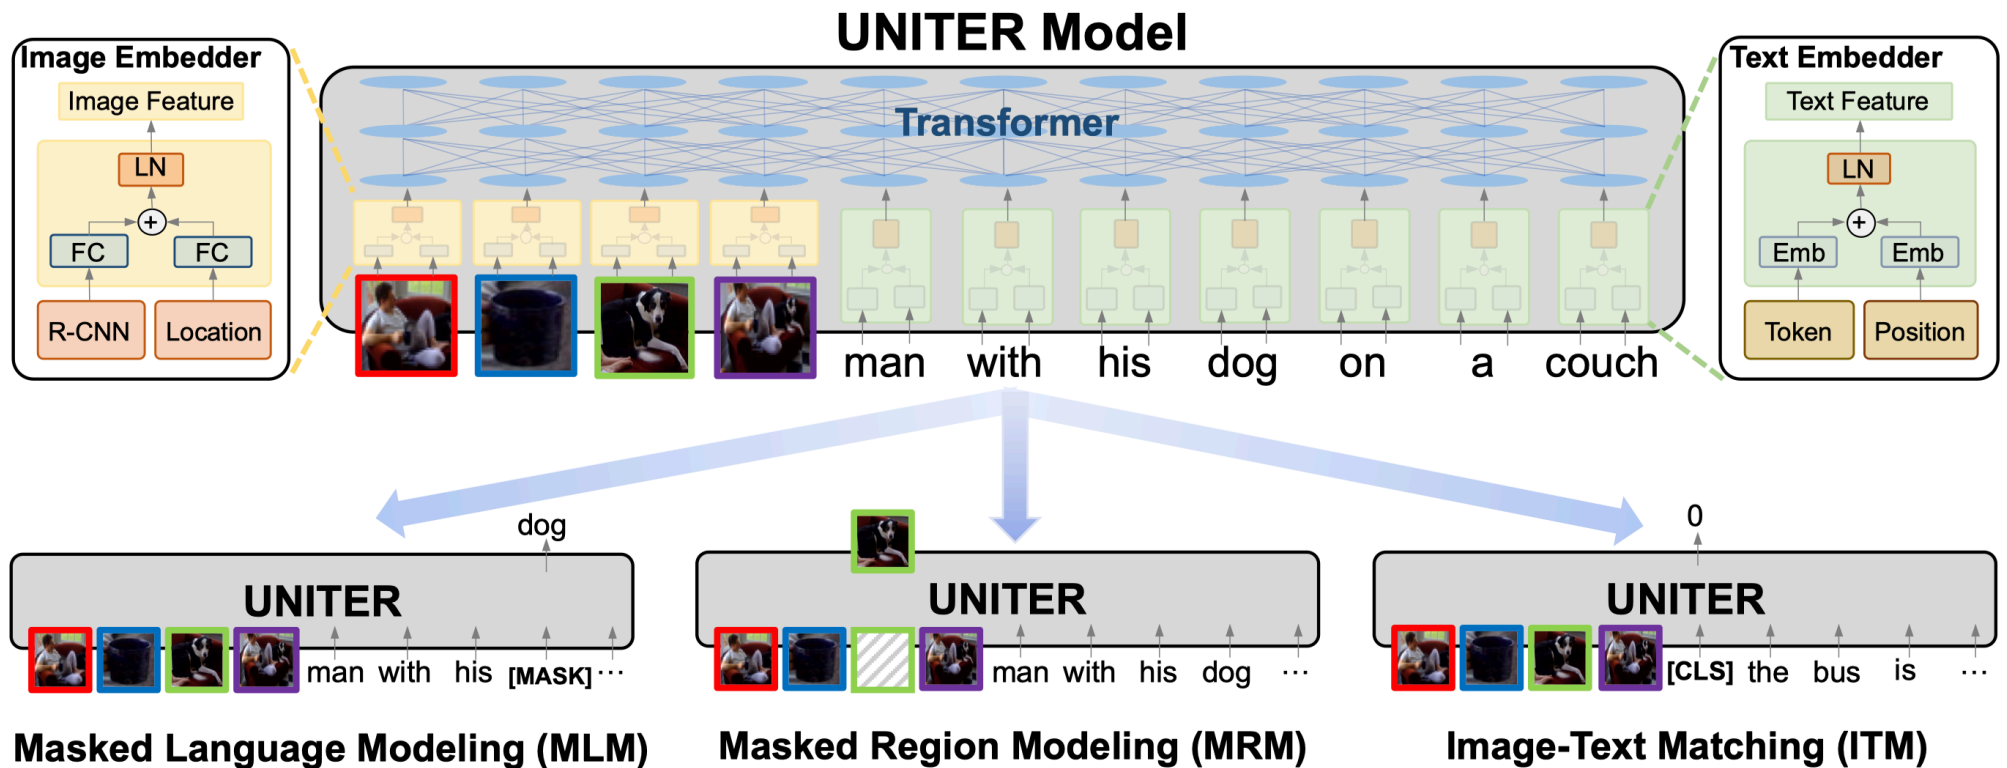 UNITER Model
Image Embedder
Image Feature
LN
+
FC
FC
R-CNN
Location
Transformer
man with his dog on a couch
Text Embedder
Text Feature
LN
+
Emb
Emb
Token
Position
dog
UNITER
man with his [MASK] ...
Masked Language Modeling (MLM)
UNITER
man with his dog ...
Masked Region Modeling (MRM)
0
UNITER
[CLS] the bus is ...
Image-Text Matching (ITM)